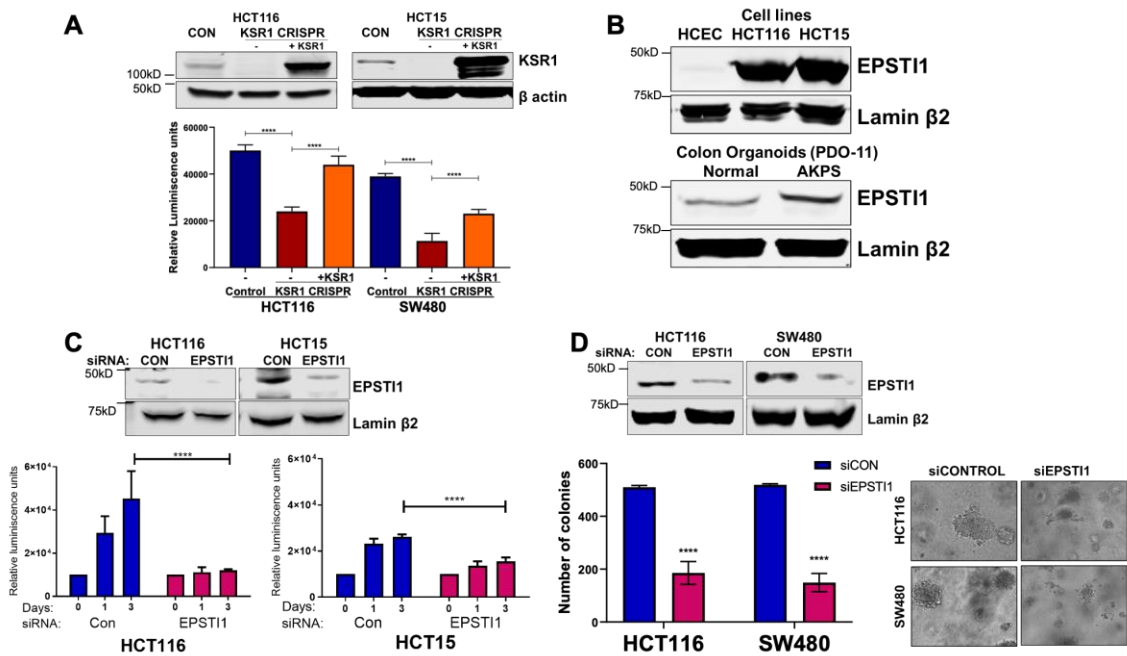 A
HCT116
CON KSR1 CRISPR
- + KSR1
HCT15
CON KSR1 CRISPR
- + KSR1
100kD
50kD
KSR1
β actin
Relative Luminiscence units
60000
40000
20000
0
**** **** **** ****
- - +KSR1 - - +KSR1
Control KSR1 CRISPR Control KSR1 CRISPR
HCT116 SW480
B
Cell lines
HCEC HCT116 HCT15
50kD
EPSTI1
75kD
Lamin β2
Colon Organoids (PDO-11)
Normal AKPS
50kD
EPSTI1
75kD
Lamin β2
C
HCT116 HCT15
siRNA: CON EPSTI1 CON EPSTI1
50kD
EPSTI1
75kD
Lamin β2
Relative luminiscence units
6×10⁴
4×10⁴
2×10⁴
0
****
Days: 0 1 3 0 1 3
siRNA: Con EPSTI1
HCT116
Relative luminiscence units
6×10⁴
4×10⁴
2×10⁴
0
****
Days: 0 1 3 0 1 3
siRNA: Con EPSTI1
HCT15
D
HCT116 SW480
siRNA: CON EPSTI1 CON EPSTI1
50kD
EPSTI1
75kD
Lamin β2
Number of colonies
600
400
200
0
siCON
siEPSTI1
**** ****
HCT116 SW480
siCONTROL siEPSTI1
HCT116
SW480